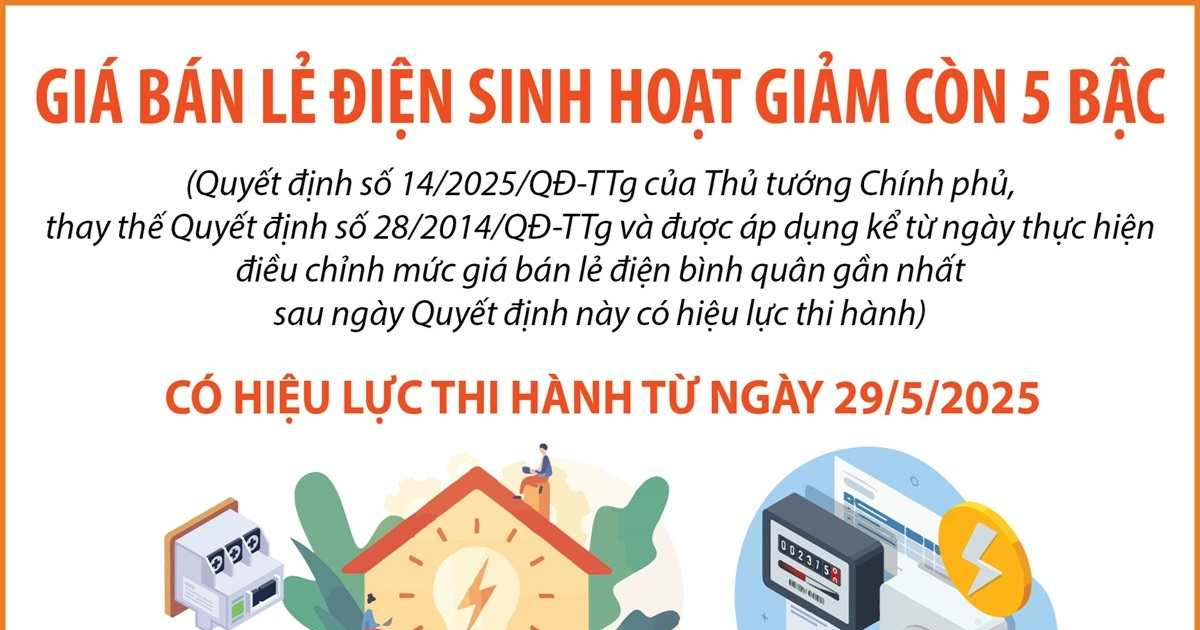 GIÁ BÁN LẺ ĐIỆN SINH HOẠT GIẢM CÒN 5 BẬC
(Quyết định số 14/2025/QĐ-TTg của Thủ tướng Chính phủ,
thay thế Quyết định số 28/2014/QĐ-TTg và được áp dụng kể từ ngày thực hiện
điều chỉnh mức giá bán lẻ điện bình quân gần nhất
sau ngày Quyết định này có hiệu lực thi hành)
CÓ HIỆU LỰC THI HÀNH TỪ NGÀY 29/5/2025
002375